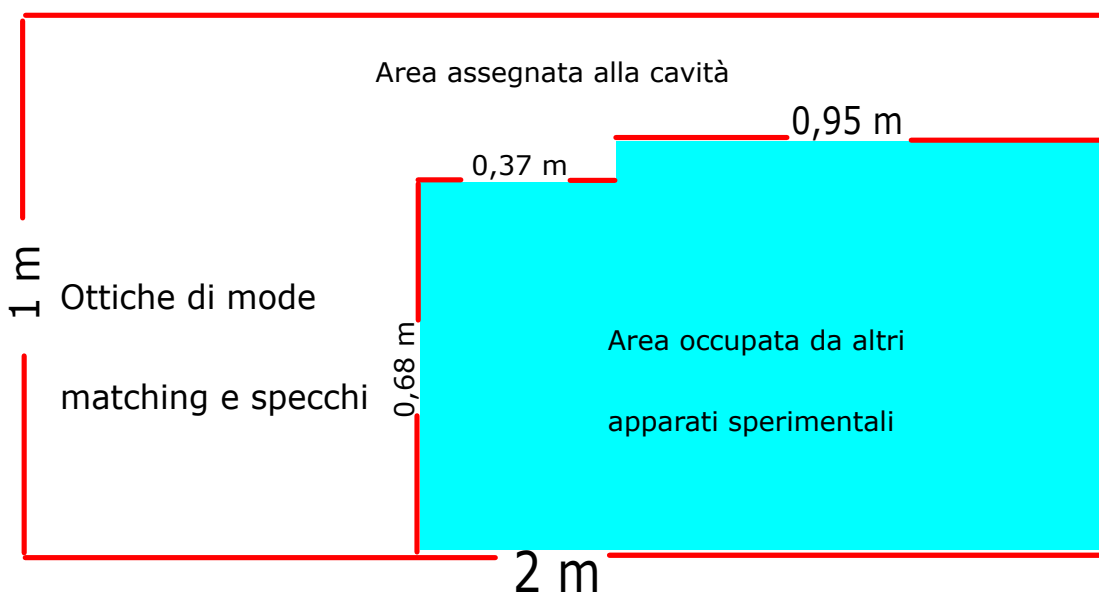 Area assegnata alla cavità
0,95 m
0,37 m
1 m
Ottiche di mode
matching e specchi
0,68 m
Area occupata da altri
apparati sperimentali
2 m